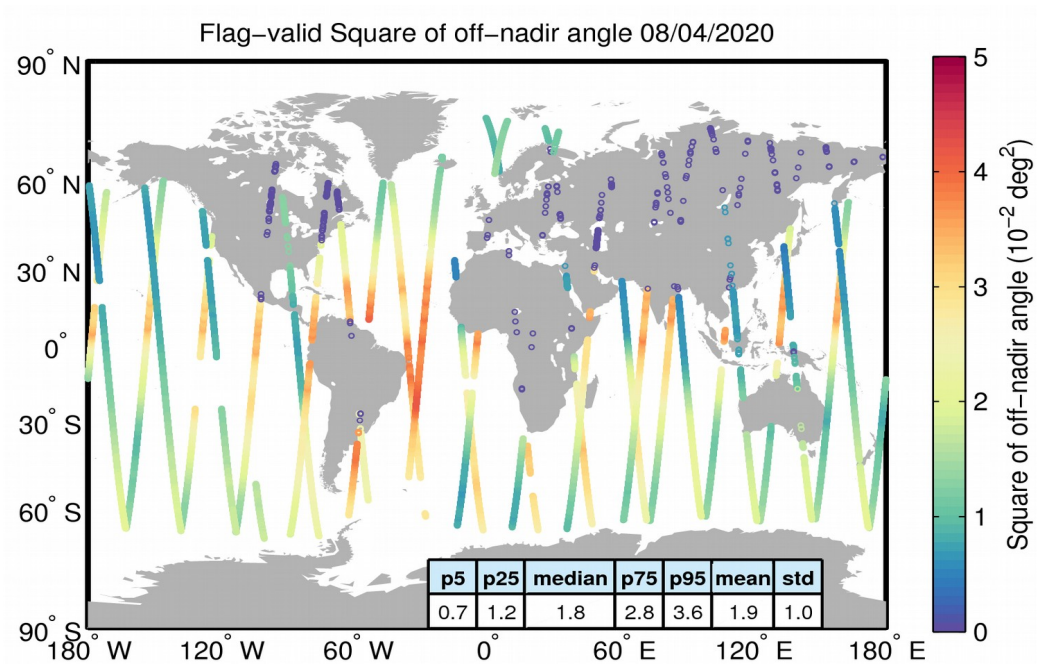 Flag−valid Square of off−nadir angle 08/04/2020
90° N
60° N
30° N
0°
30° S
60° S
90° S
180° W
120° W
60° W
0°
60° E
120° E
180° E
5
4
3
2
1
0
Square of off−nadir angle (10⁻² deg²)
p5 p25 median p75 p95 mean std
0.7 1.2 1.8 2.8 3.6 1.9 1.0